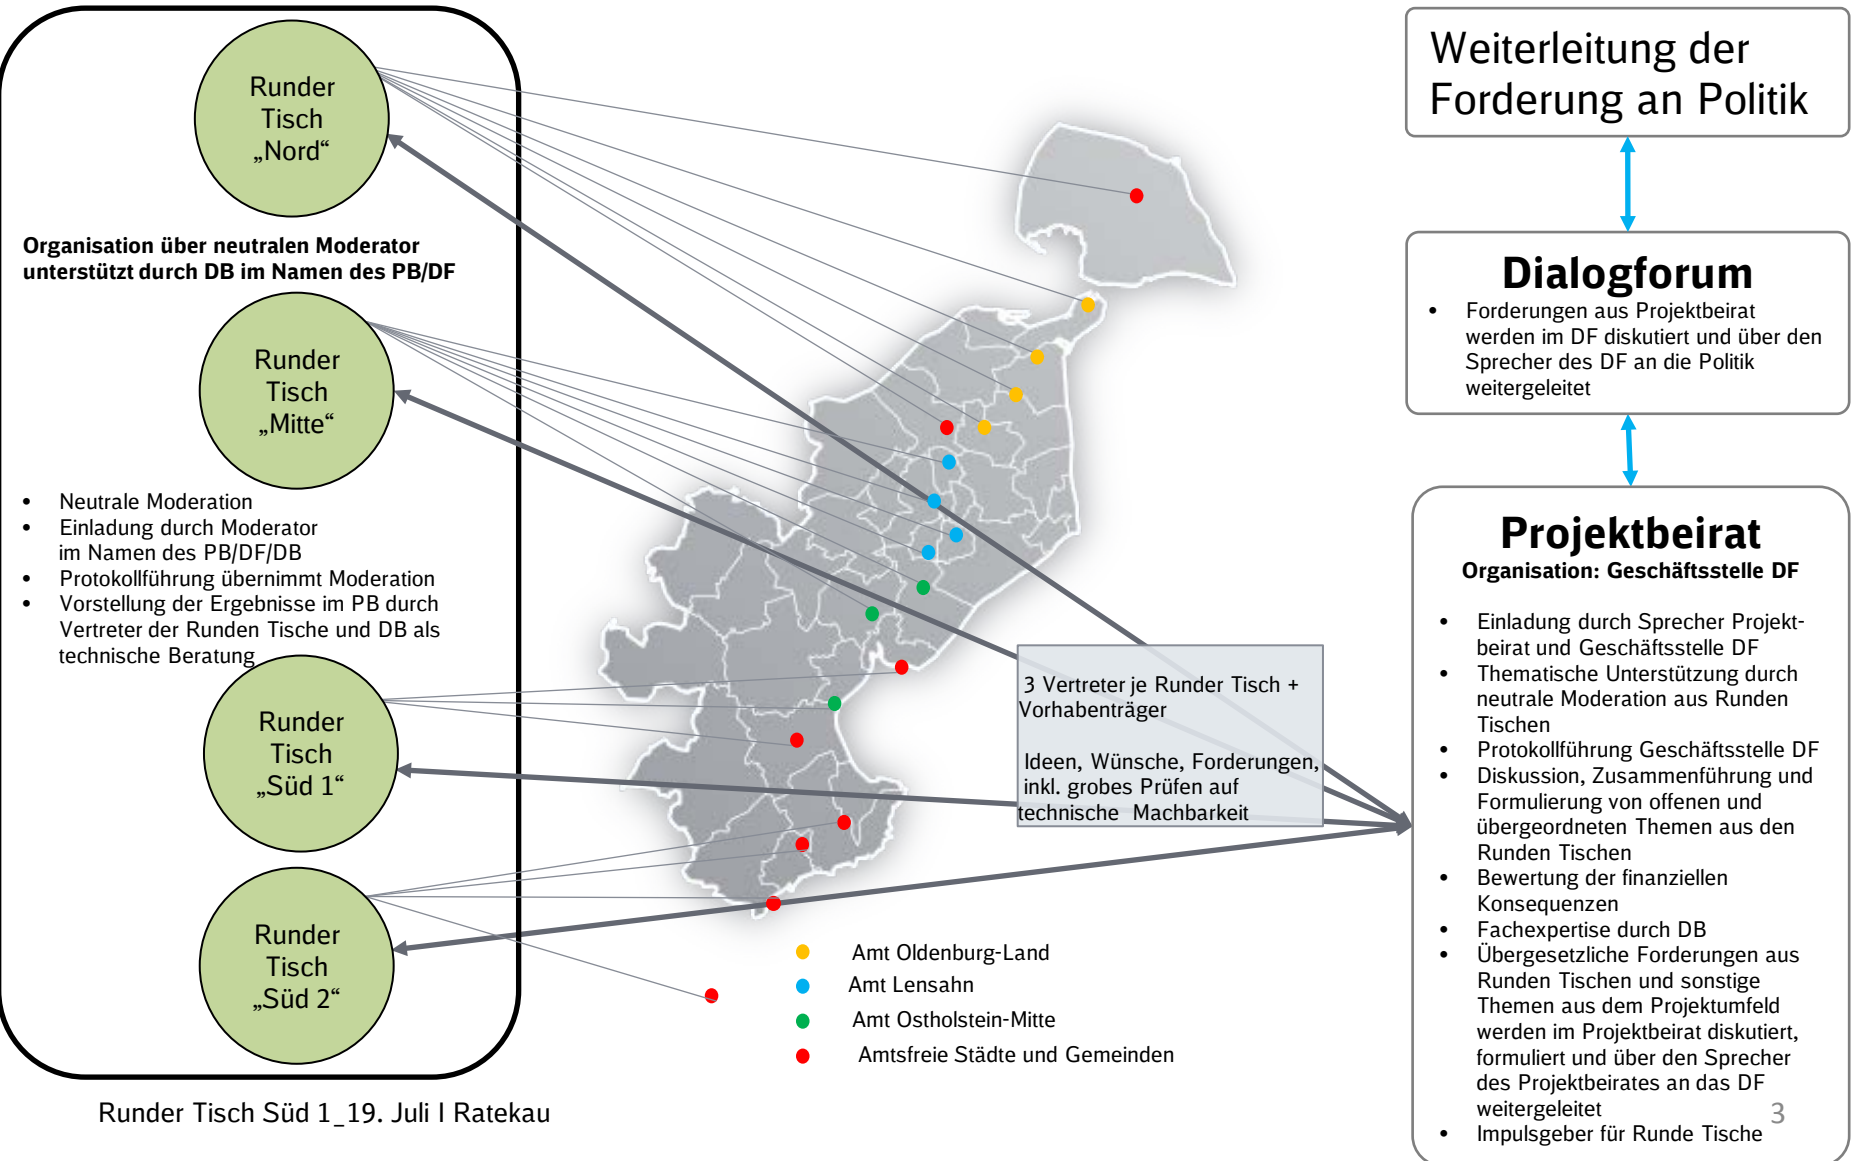 Runder
Tisch
„Nord“
Organisation über neutralen Moderator
unterstützt durch DB im Namen des PB/DF
Runder
Tisch
„Mitte“
• Neutrale Moderation
• Einladung durch Moderator
im Namen des PB/DF/DB
• Protokollführung übernimmt Moderation
• Vorstellung der Ergebnisse im PB durch
Vertreter der Runden Tische und DB als
technische Beratung
Runder
Tisch
„Süd 1“
Runder
Tisch
„Süd 2“
3 Vertreter je Runder Tisch +
Vorhabenträger
Ideen, Wünsche, Forderungen,
inkl. grobes Prüfen auf
technische Machbarkeit
Amt Oldenburg-Land
Amt Lensahn
Amt Ostholstein-Mitte
Amtsfreie Städte und Gemeinden
Weiterleitung der
Forderung an Politik
Dialogforum
• Forderungen aus Projektbeirat
werden im DF diskutiert und über den
Sprecher des DF an die Politik
weitergeleitet
Projektbeirat
Organisation: Geschäftsstelle DF
• Einladung durch Sprecher Projekt-
beirat und Geschäftsstelle DF
• Thematische Unterstützung durch
neutrale Moderation aus Runden
Tischen
• Protokollführung Geschäftsstelle DF
• Diskussion, Zusammenführung und
Formulierung von offenen und
übergeordneten Themen aus den
Runden Tischen
• Bewertung der finanziellen
Konsequenzen
• Fachexpertise durch DB
• Übergesetzliche Forderungen aus
Runden Tischen und sonstige
Themen aus dem Projektumfeld
werden im Projektbeirat diskutiert,
formuliert und über den Sprecher
des Projektbeirates an das DF
weitergeleitet
• Impulsgeber für Runde Tische
Runder Tisch Süd 1_19. Juli I Ratekau
3